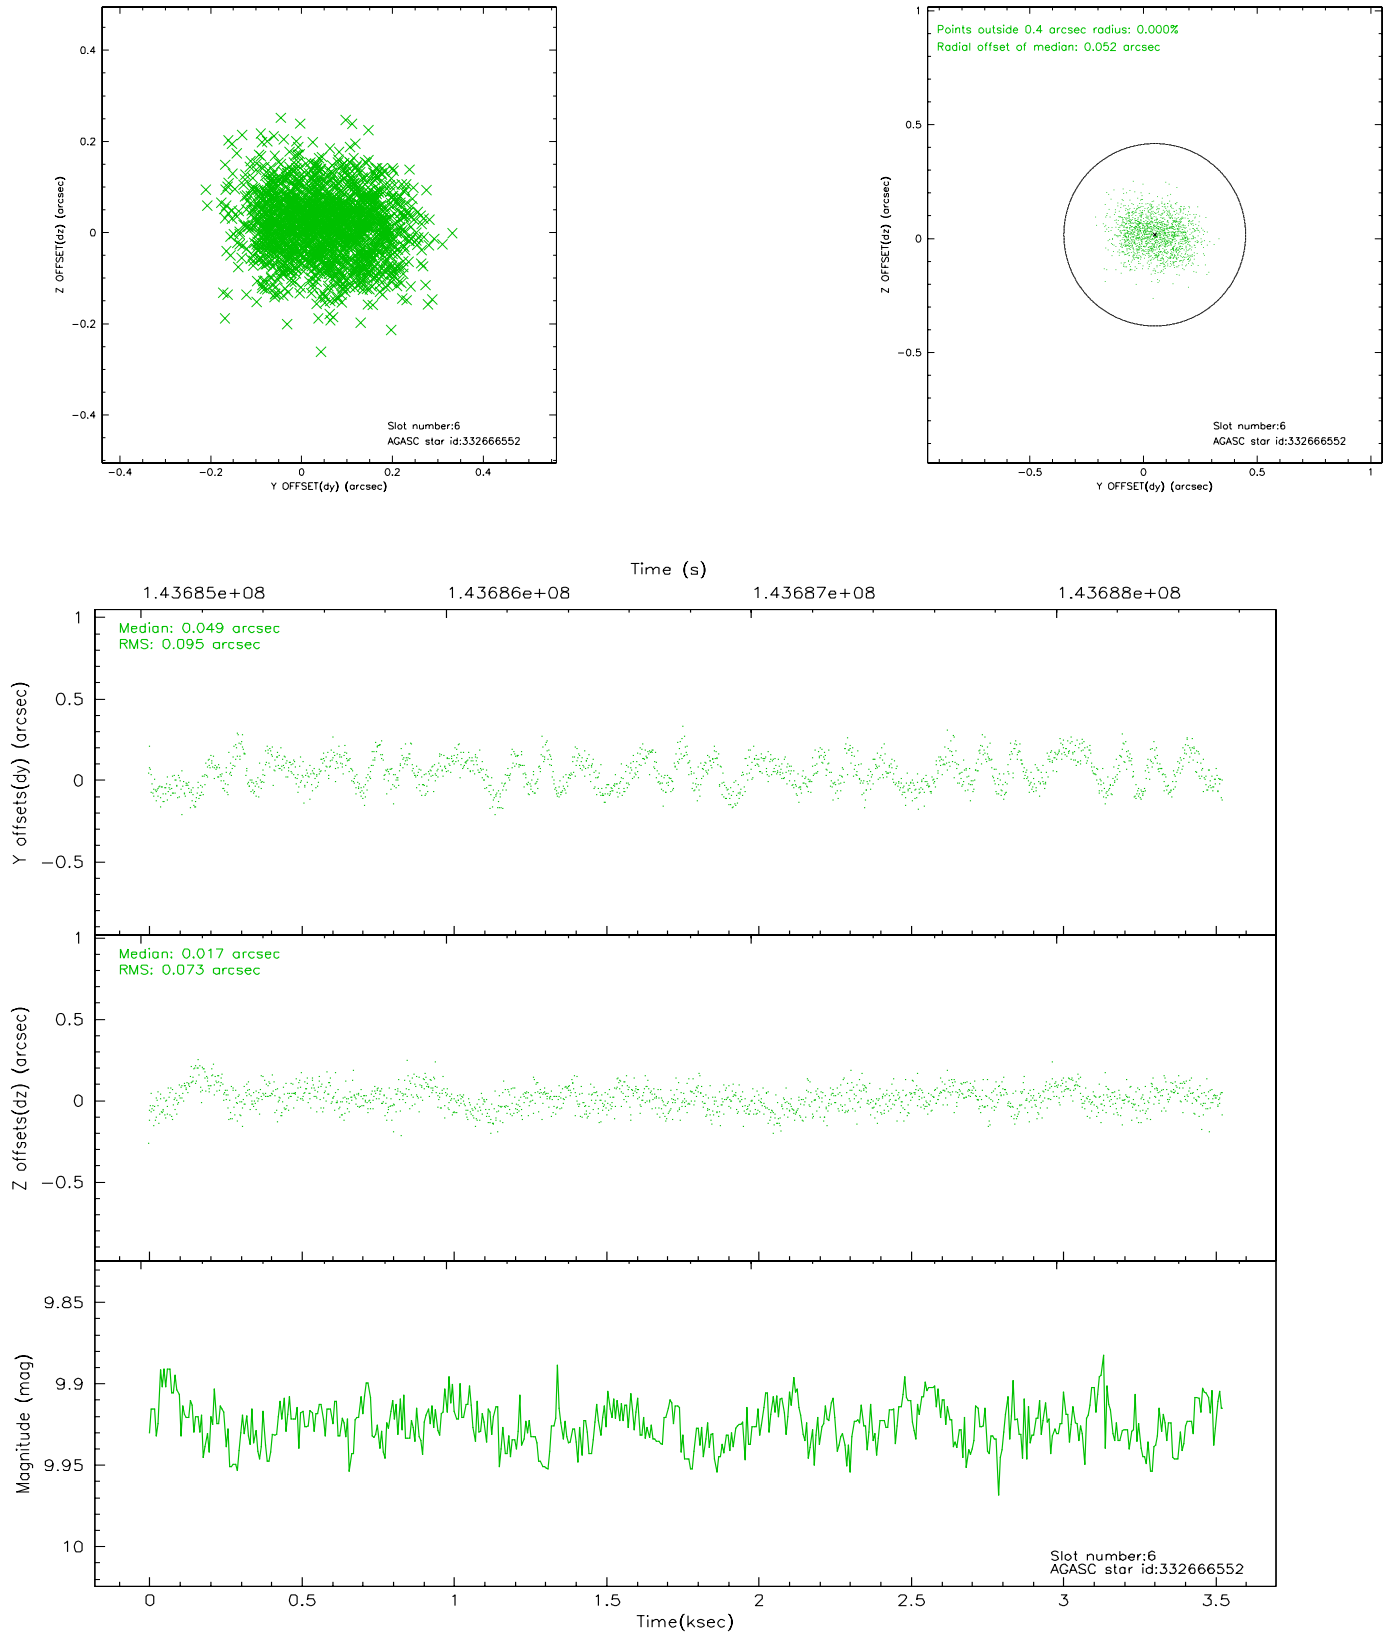 0.4
0.2
0
-0.2
-0.4
Z OFFSET(dz) (arcsec)
Slot number:6
AGASC star id:332666552
-0.4 -0.2 0 0.2 0.4
Y OFFSET(dy) (arcsec)
1
0.5
0
-0.5
Z OFFSET(dz) (arcsec)
Points outside 0.4 arcsec radius: 0.000%
Radial offset of median: 0.052 arcsec
Slot number:6
AGASC star id:332666552
-0.5 0 0.5 1
Y OFFSET(dy) (arcsec)
Time (s)
1.43685e+08 1.43686e+08 1.43687e+08 1.43688e+08
Median: 0.049 arcsec
RMS: 0.095 arcsec
1
0.5
0
-0.5
Y offsets(dy) (arcsec)
Median: 0.017 arcsec
RMS: 0.073 arcsec
1
0.5
0
-0.5
Z offsets(dz) (arcsec)
9.85
9.9
9.95
10
Magnitude (mag)
Slot number:6
AGASC star id:332666552
0 0.5 1 1.5 2 2.5 3 3.5
Time(ksec)